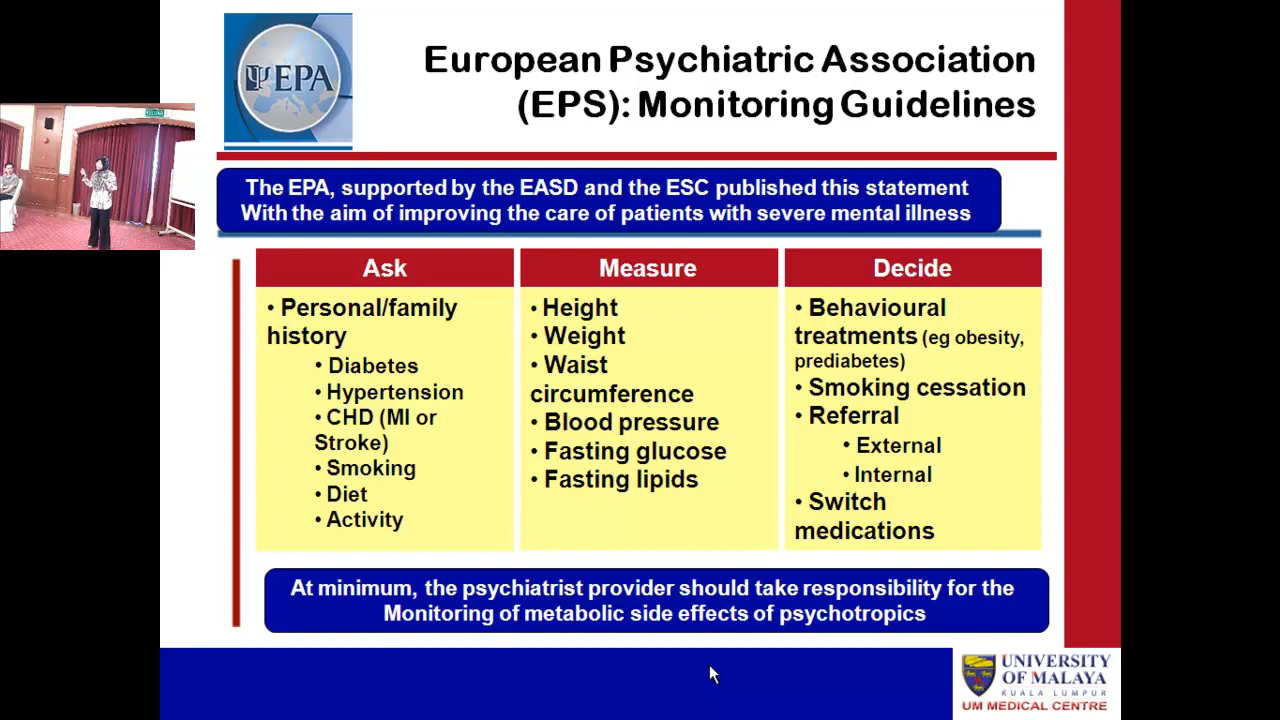 EPA
European Psychiatric Association
(EPS): Monitoring Guidelines
The EPA, supported by the EASD and the ESC published this statement
With the aim of improving the care of patients with severe mental illness
Ask
• Personal/family
history
• Diabetes
• Hypertension
• CHD (MI or
Stroke)
• Smoking
• Diet
• Activity
Measure
• Height
• Weight
• Waist
circumference
• Blood pressure
• Fasting glucose
• Fasting lipids
Decide
• Behavioural
treatments (eg obesity,
prediabetes)
• Smoking cessation
• Referral
• External
• Internal
• Switch
medications
At minimum, the psychiatrist provider should take responsibility for the
Monitoring of metabolic side effects of psychotropics
UNIVERSITY
OF MALAYA
KUALA LUMPUR
UM MEDICAL CENTRE